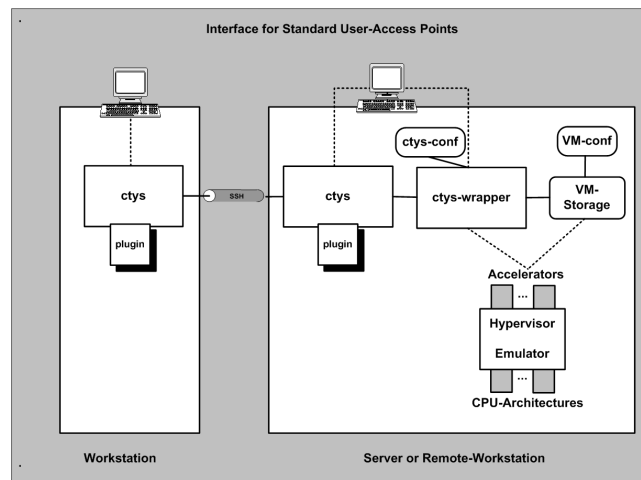 Interface for Standard User-Access Points
ctys-conf
VM-conf
ctys
SSH
ctys
ctys-wrapper
VM-
Storage
plugin
plugin
Accelerators
...
Hypervisor
Emulator
...
CPU-Architectures
Workstation
Server or Remote-Workstation